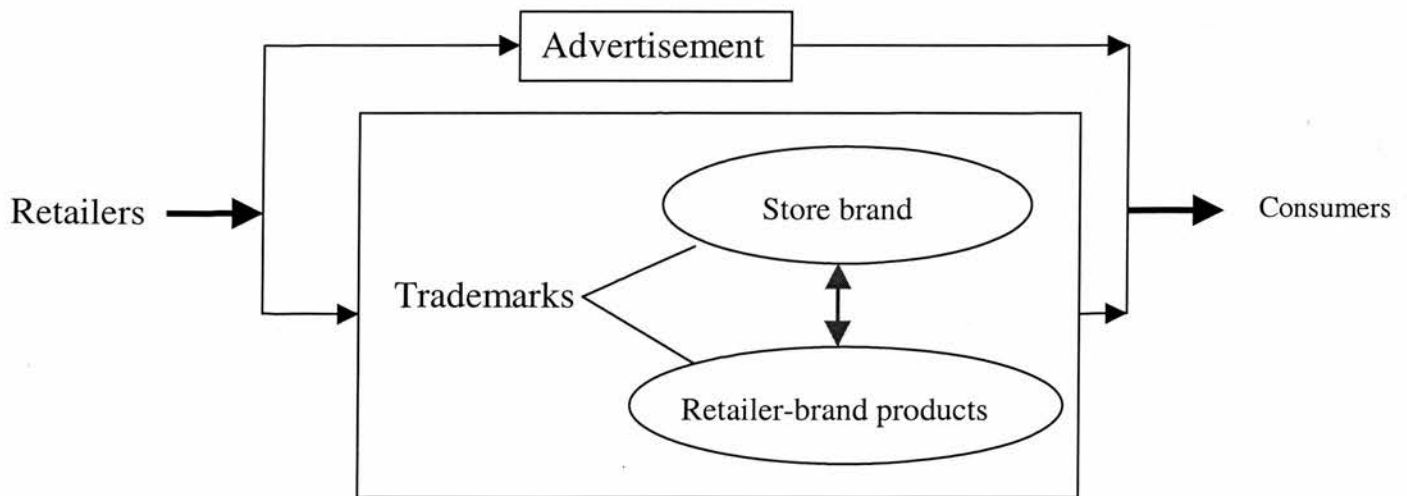 Advertisement
Retailers
Store brand
Consumers
Trademarks
Retailer-brand products